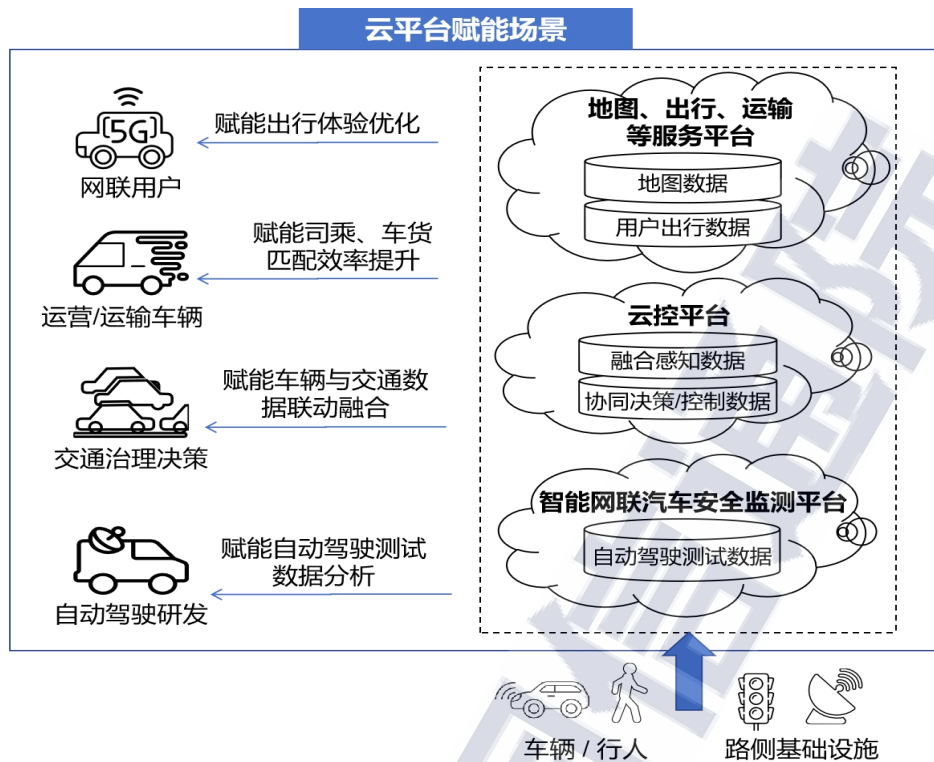 云平台赋能场景
5G
网联用户
赋能出行体验优化
运营/运输车辆
赋能司乘、车货
匹配效率提升
交通治理决策
赋能车辆与交通数
据联动融合
自动驾驶研发
赋能自动驾驶测试
数据分析
地图、出行、运输
等服务平台
地图数据
用户出行数据
云控平台
融合感知数据
协同决策/控制数据
智能网联汽车安全监测平台
自动驾驶测试数据
车辆 / 行人
路侧基础设施